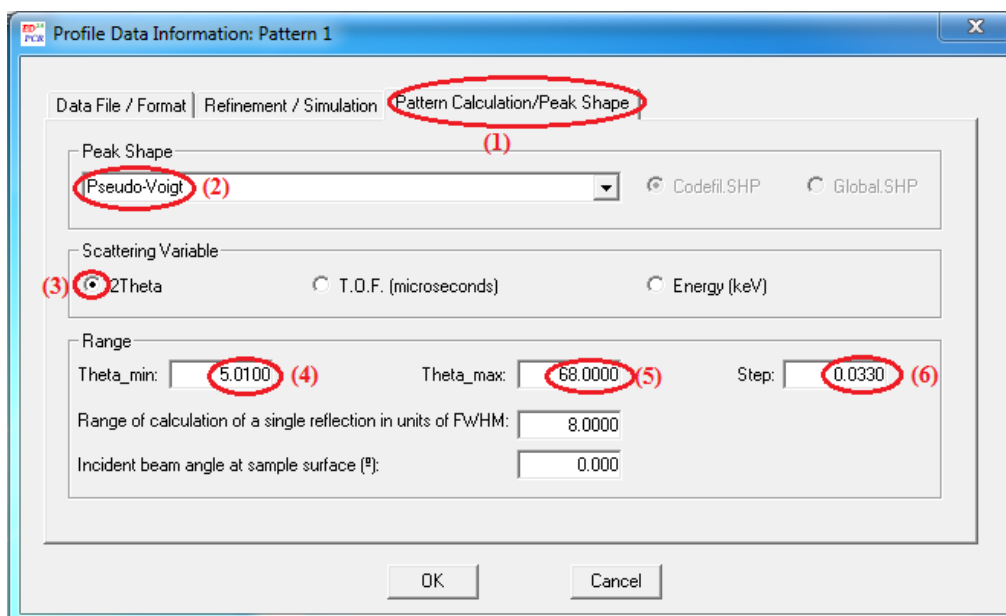 ED PCR Profile Data Information: Pattern 1 X
Data File / Format Refinement / Simulation Pattern Calculation/Peak Shape
(1)
Peak Shape
Pseudo-Voigt (2) Codefil.SHP Global.SHP
Scattering Variable
(3) 2Theta T.O.F. (microseconds) Energy (keV)
Range
Theta_min: 5.0100 (4) Theta_max: 68.0000 (5) Step: 0.0330 (6)
Range of calculation of a single reflection in units of FWHM: 8.0000
Incident beam angle at sample surface (º): 0.000
OK Cancel